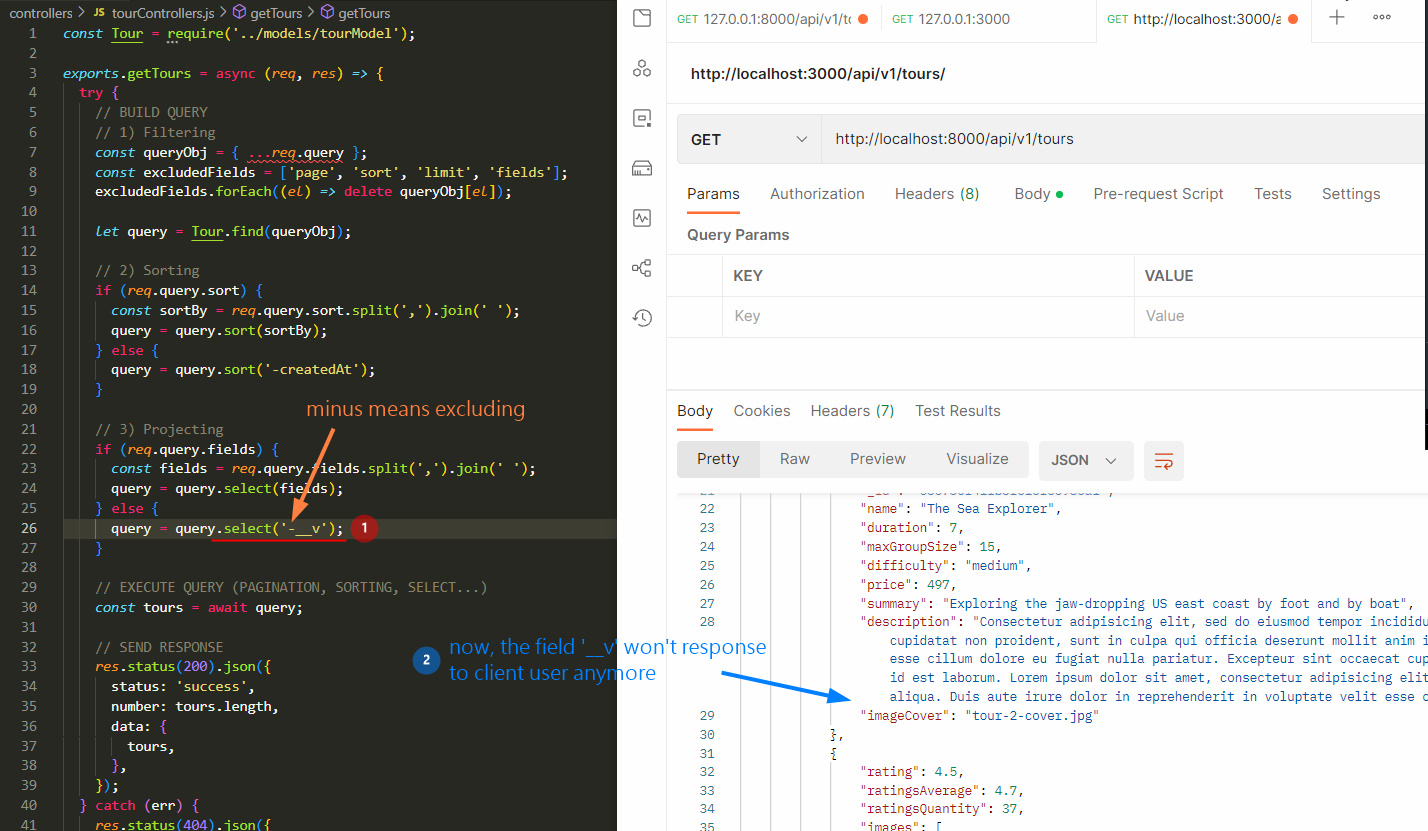 controllers > JS tourControllers.js > getTours > getTours
1 const Tour = require('../models/tourModel');
2
3 exports.getTours = async (req, res) => {
4 try {
5 // BUILD QUERY
6 // 1) Filtering
7 const queryObj = { ...req.query };
8 const excludedFields = ['page', 'sort', 'limit', 'fields'];
9 excludedFields.forEach((el) => delete queryObj[el]);
10
11 let query = Tour.find(queryObj);
12
13 // 2) Sorting
14 if (req.query.sort) {
15 const sortBy = req.query.sort.split(',').join(' ');
16 query = query.sort(sortBy);
17 } else {
18 query = query.sort('-createdAt');
19 }
20
minus means excluding
21 // 3) Projecting
22 if (req.query.fields) {
23 const fields = req.query.fields.split(',').join(' ');
24 query = query.select(fields);
25 } else {
26 query = query.select('-__v'); 1
27 }
28
29 // EXECUTE QUERY (PAGINATION, SORTING, SELECT...)
30 const tours = await query;
31
32 // SEND RESPONSE
33 res.status(200).json({
34 status: 'success',
35 number: tours.length,
36 data: {
37 tours,
38 },
39 });
40 } catch (err) {
41 res.status(404).json({
2 now, the field '__v' won't response
to client user anymore
GET 127.0.0.1:8000/api/v1/to
GET 127.0.0.1:3000
GET http://localhost:3000/a
http://localhost:3000/api/v1/tours/
GET http://localhost:8000/api/v1/tours
Params Authorization Headers (8) Body Pre-request Script Tests Settings
Query Params
KEY VALUE
Key Value
Body Cookies Headers (7) Test Results
Pretty Raw Preview Visualize JSON
22 "name": "The Sea Explorer",
23 "duration": 7,
24 "maxGroupSize": 15,
25 "difficulty": "medium",
26 "price": 497,
27 "summary": "Exploring the jaw-dropping US east coast by foot and by boat",
28 "description": "Consectetur adipisicing elit, sed do eiusmod tempor incididu
cupidatat non proident, sunt in culpa qui officia deserunt mollit anim i
esse cillum dolore eu fugiat nulla pariatur. Excepteur sint occaecat cup
id est laborum. Lorem ipsum dolor sit amet, consectetur adipisicing elit
aliqua. Duis aute irure dolor in reprehenderit in voluptate velit esse c
29 "imageCover": "tour-2-cover.jpg"
30 },
31 {
32 "rating": 4.5,
33 "ratingsAverage": 4.7,
34 "ratingsQuantity": 37,
35 "images": [